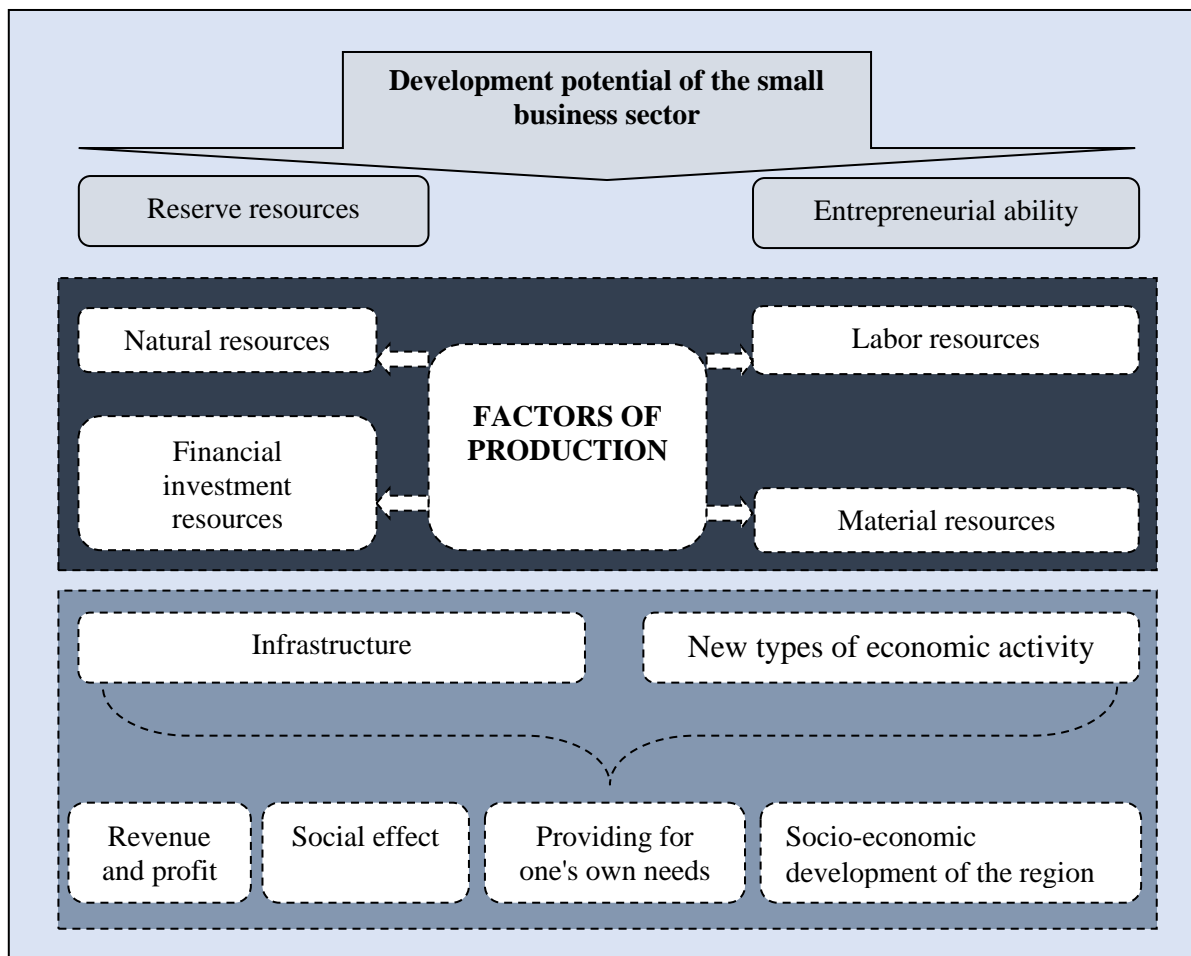 Development potential of the small
business sector
Reserve resources
Entrepreneurial ability
Natural resources
Labor resources
FACTORS OF
PRODUCTION
Financial
investment
resources
Material resources
Infrastructure
New types of economic activity
Revenue
and profit
Social effect
Providing for
one's own needs
Socio-economic
development of the region